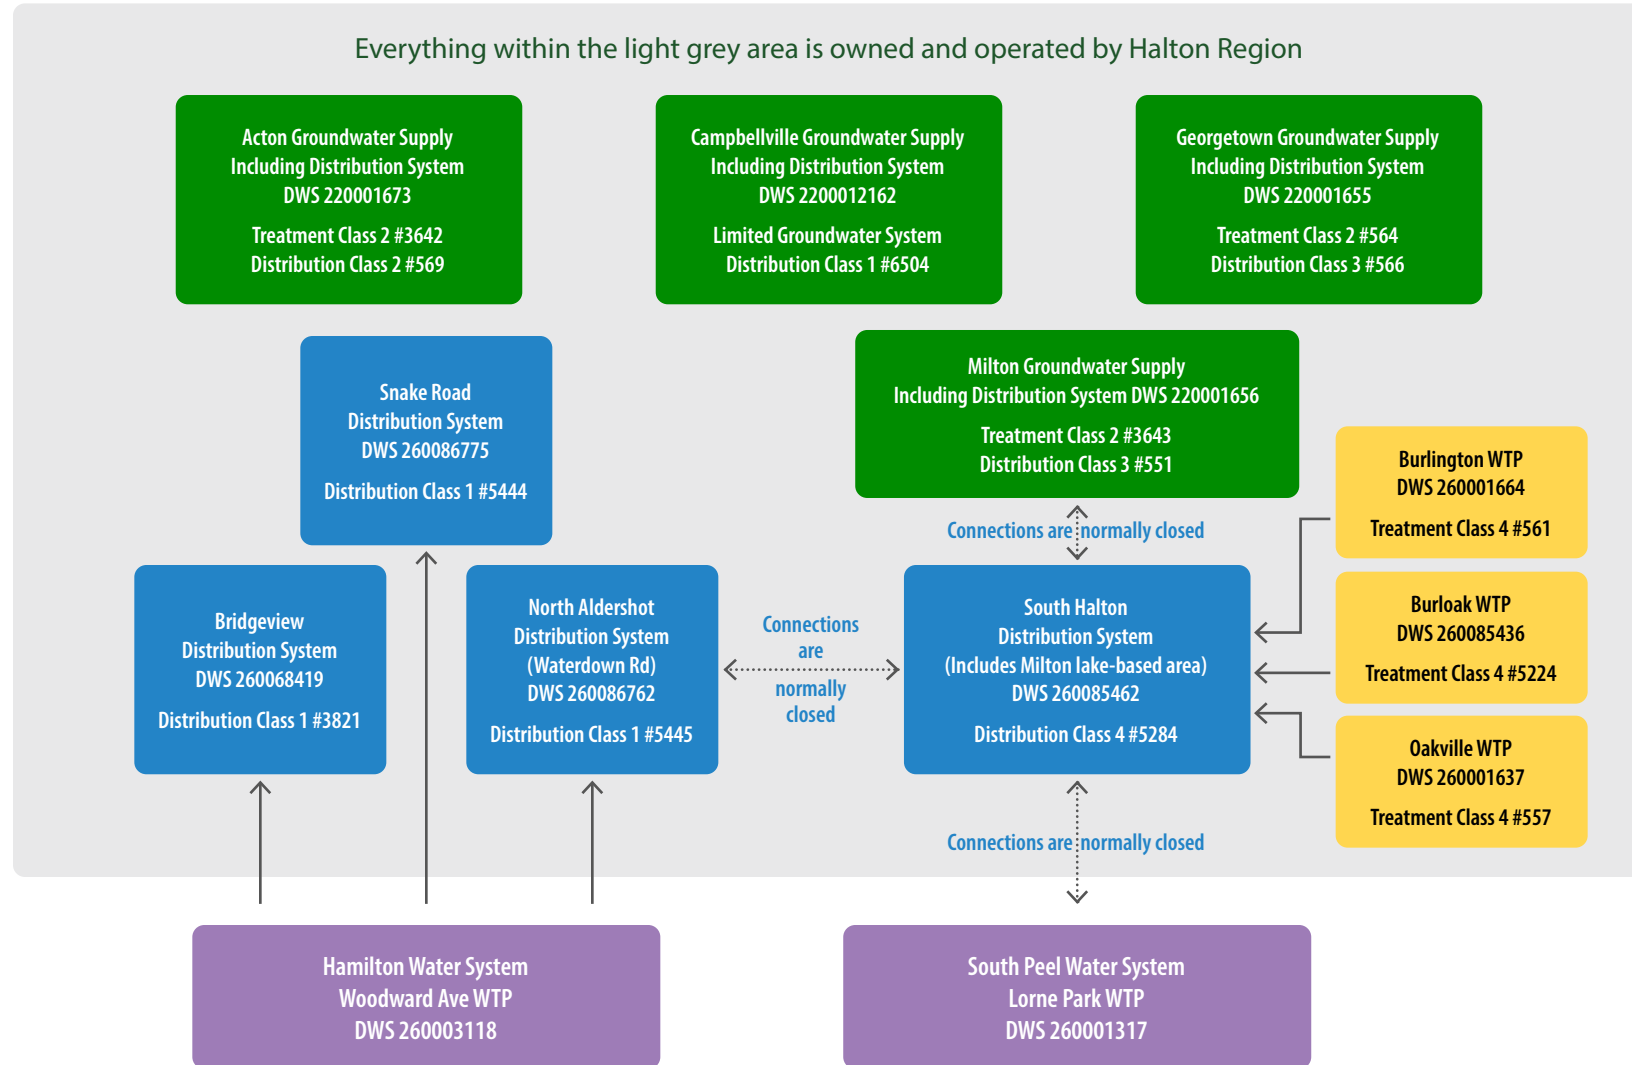 Everything within the light grey area is owned and operated by Halton Region
Acton Groundwater Supply
Including Distribution System
DWS 220001673
Treatment Class 2 #3642
Distribution Class 2 #569
Campbellville Groundwater Supply
Including Distribution System
DWS 2200012162
Limited Groundwater System
Distribution Class 1 #6504
Georgetown Groundwater Supply
Including Distribution System
DWS 220001655
Treatment Class 2 #564
Distribution Class 3 #566
Snake Road
Distribution System
DWS 260086775
Distribution Class 1 #5444
Milton Groundwater Supply
Including Distribution System DWS 220001656
Treatment Class 2 #3643
Distribution Class 3 #551
Connections are normally closed
Burlington WTP
DWS 260001664
Treatment Class 4 #561
Bridgeview
Distribution System
DWS 260068419
Distribution Class 1 #3821
North Aldershot
Distribution System
(Waterdown Rd)
DWS 260086762
Distribution Class 1 #5445
Connections
are
normally
closed
South Halton
Distribution System
(Includes Milton lake-based area)
DWS 260085462
Distribution Class 4 #5284
Burloak WTP
DWS 260085436
Treatment Class 4 #5224
Oakville WTP
DWS 260001637
Treatment Class 4 #557
Connections are normally closed
Hamilton Water System
Woodward Ave WTP
DWS 260003118
South Peel Water System
Lorne Park WTP
DWS 260001317